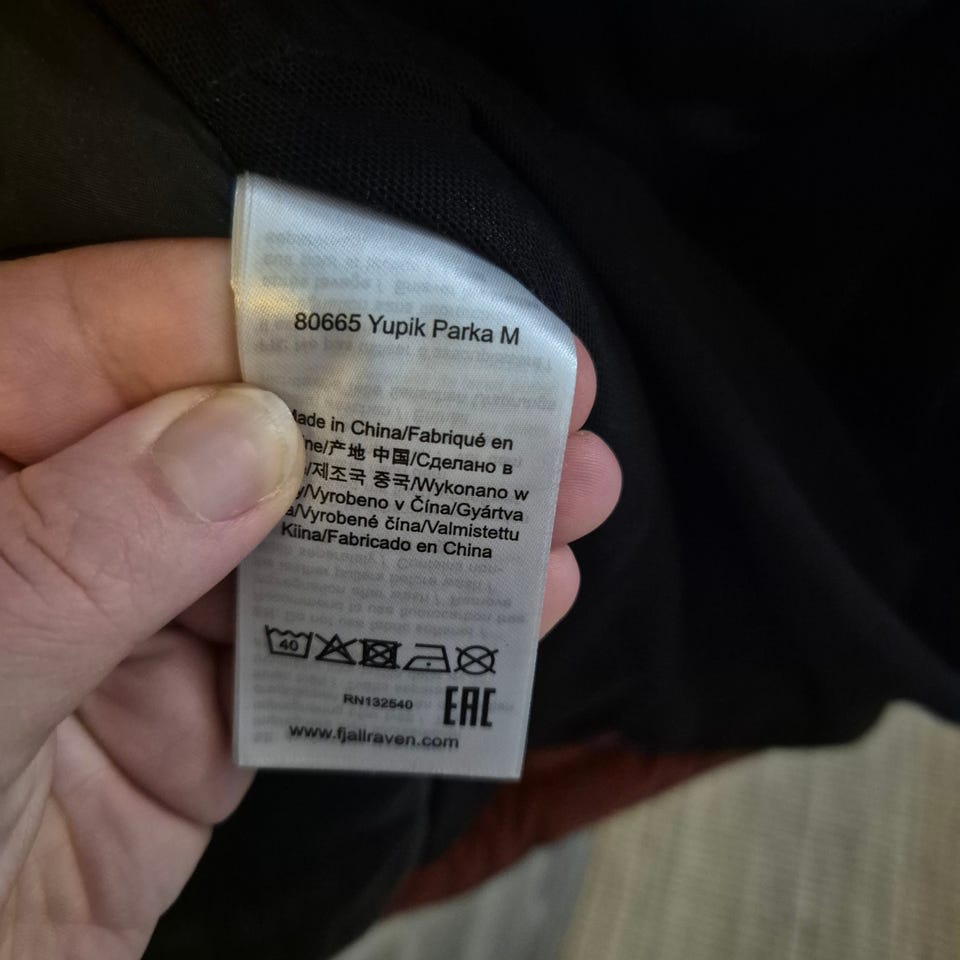 80665 Yupik Parka M
Made in China/Fabriqué en
/产地 中国/Сделано в
/제조국 중국/Wykonano w
/Vyrobeno v Čína/Gyártva
/Vyrobené čína/Valmistettu
Kiina/Fabricado en China
40
RN132540
EAC
www.fjallraven.com